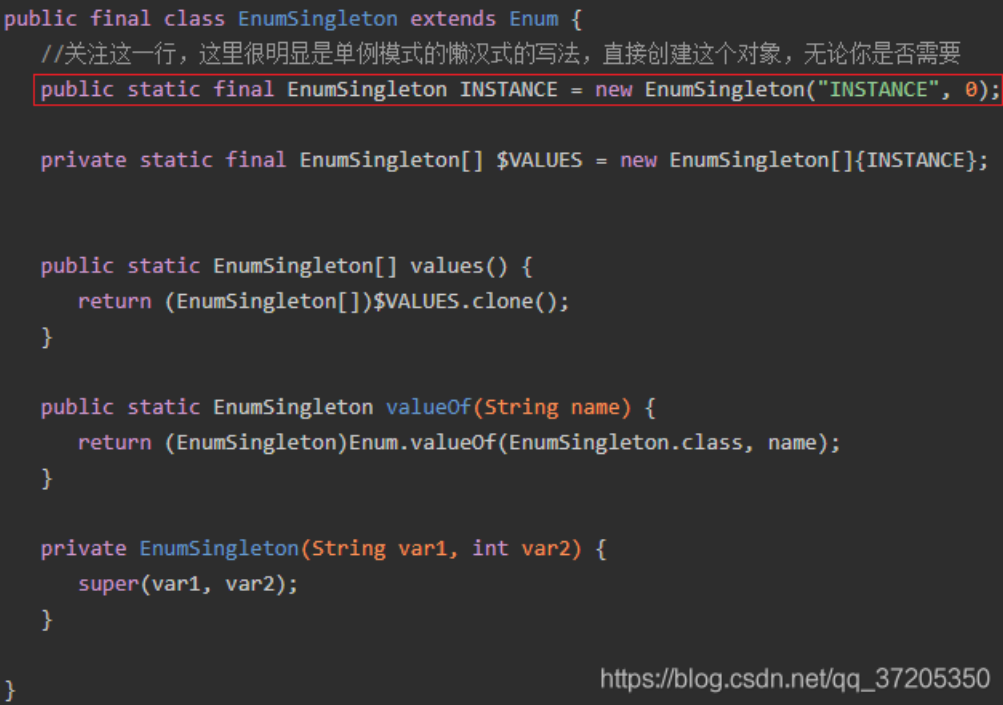 public final class EnumSingleton extends Enum {
//关注这一行，这里很明显是单例模式的懒汉式的写法，直接创建这个对象，无论你是否需要
public static final EnumSingleton INSTANCE = new EnumSingleton("INSTANCE", 0);
private static final EnumSingleton[] $VALUES = new EnumSingleton[]{INSTANCE};
public static EnumSingleton[] values() {
return (EnumSingleton[])$VALUES.clone();
}
public static EnumSingleton valueOf(String name) {
return (EnumSingleton)Enum.valueOf(EnumSingleton.class, name);
}
private EnumSingleton(String var1, int var2) {
super(var1, var2);
}
}
https://blog.csdn.net/qq_37205350